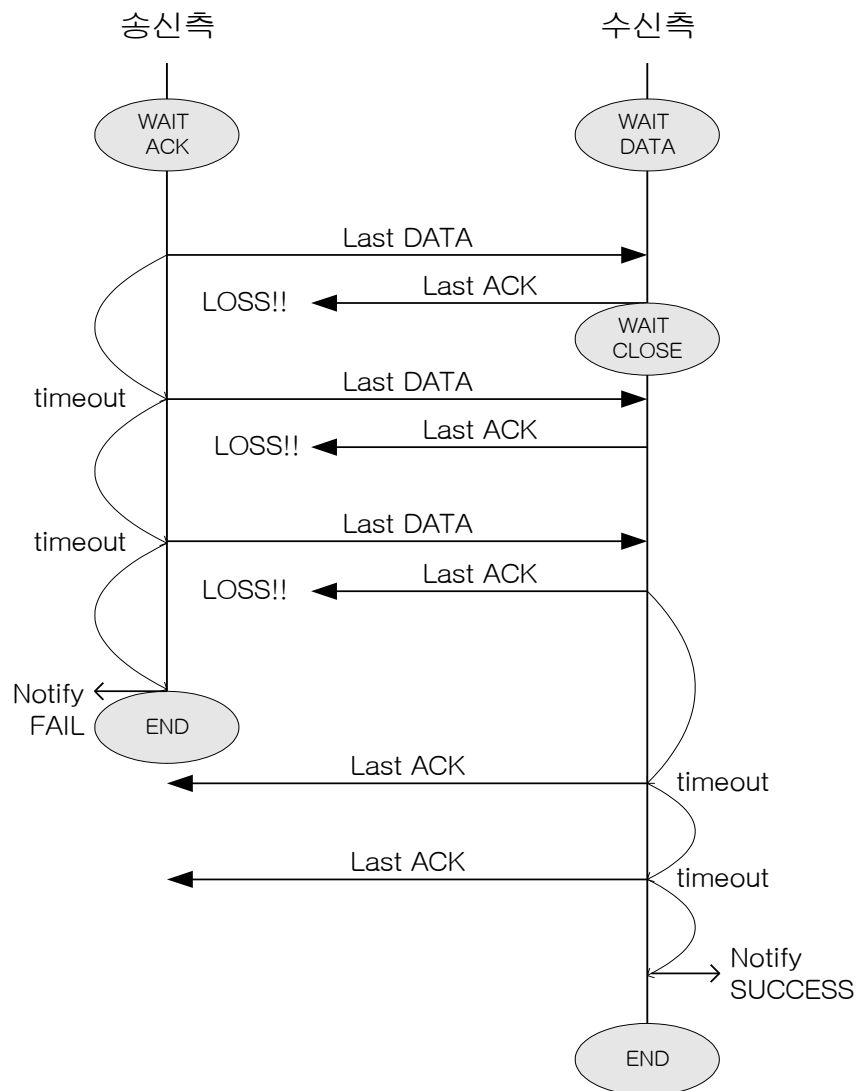 송신측
수신측
WAIT
ACK
WAIT
DATA
Last DATA
LOSS!!
Last ACK
WAIT
CLOSE
timeout
Last DATA
LOSS!!
Last ACK
timeout
Last DATA
LOSS!!
Last ACK
Notify
FAIL
END
Last ACK
timeout
Last ACK
timeout
Notify
SUCCESS
END